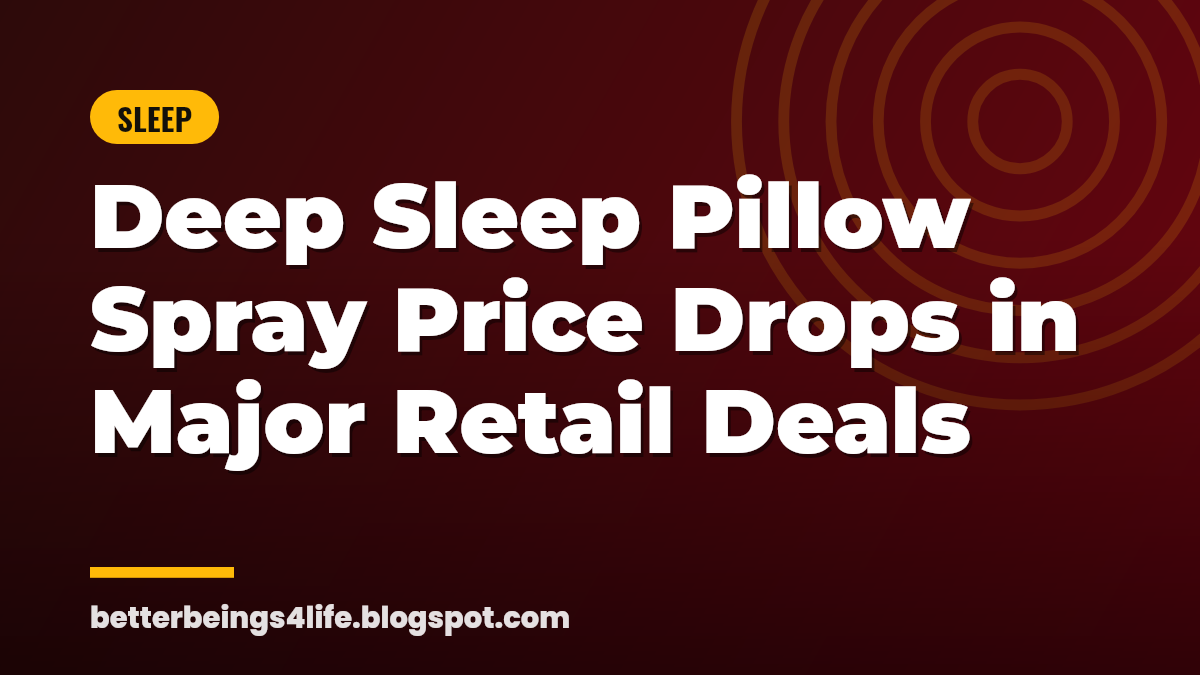 SLEEP
Deep Sleep Pillow
Spray Price Drops in
Major Retail Deals
betterbeings4life.blogspot.com